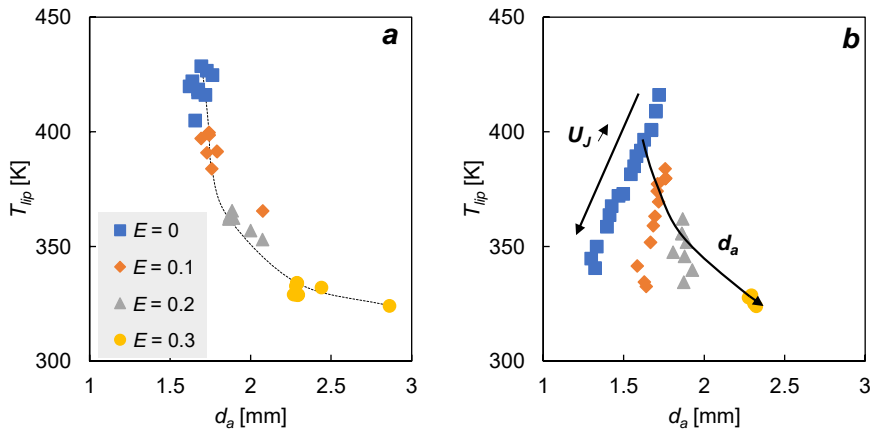 a
450
400
350
300
T_lip [K]
E = 0
E = 0.1
E = 0.2
E = 0.3
1
1.5
2
2.5
3
d_a [mm]
b
450
400
350
300
T_lip [K]
U_J
d_a
1
1.5
2
2.5
3
d_a [mm]